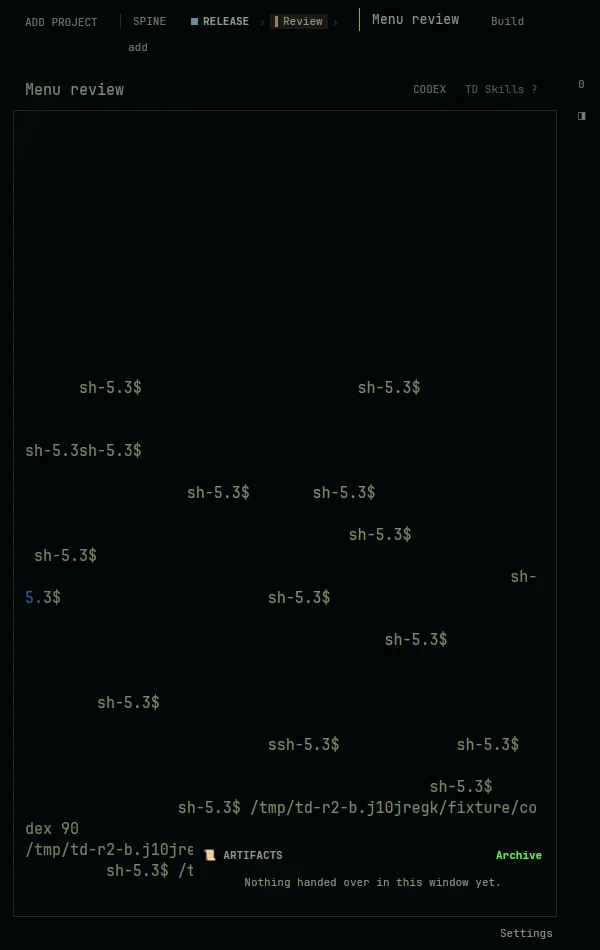 ADD PROJECT SPINE RELEASE › Review › Menu review Build
add
Menu review CODEX TD Skills ?
0
sh-5.3$ sh-5.3$
sh-5.3sh-5.3$
sh-5.3$ sh-5.3$
sh-5.3$
sh-5.3$
sh-
5.3$ sh-5.3$
sh-5.3$
sh-5.3$
ssh-5.3$ sh-5.3$
sh-5.3$
sh-5.3$ /tmp/td-r2-b.j10jregk/fixture/co
dex 90
/tmp/td-r2-b.j10jre
ARTIFACTS Archive
sh-5.3$ /t
Nothing handed over in this window yet.
Settings